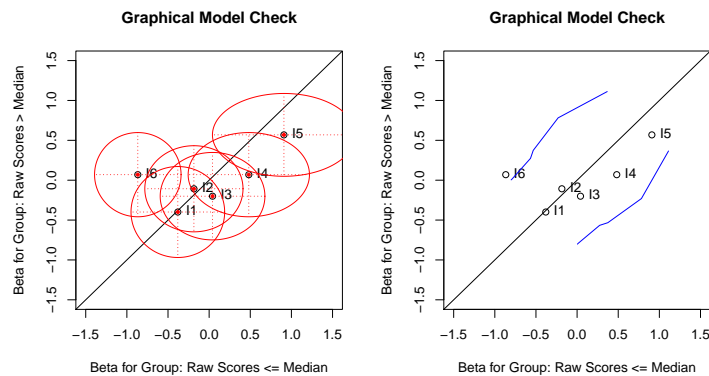 Graphical Model Check
Beta for Group: Raw Scores > Median
1.5
1.0
0.5
0.0
-0.5
-1.0
-1.5
I5
I6
I4
I2
I3
I1
-1.5 -1.0 -0.5 0.0 0.5 1.0 1.5
Beta for Group: Raw Scores <= Median
Graphical Model Check
Beta for Group: Raw Scores > Median
1.5
1.0
0.5
0.0
-0.5
-1.0
-1.5
I5
I6
I4
I2
I3
I1
-1.5 -1.0 -0.5 0.0 0.5 1.0 1.5
Beta for Group: Raw Scores <= Median